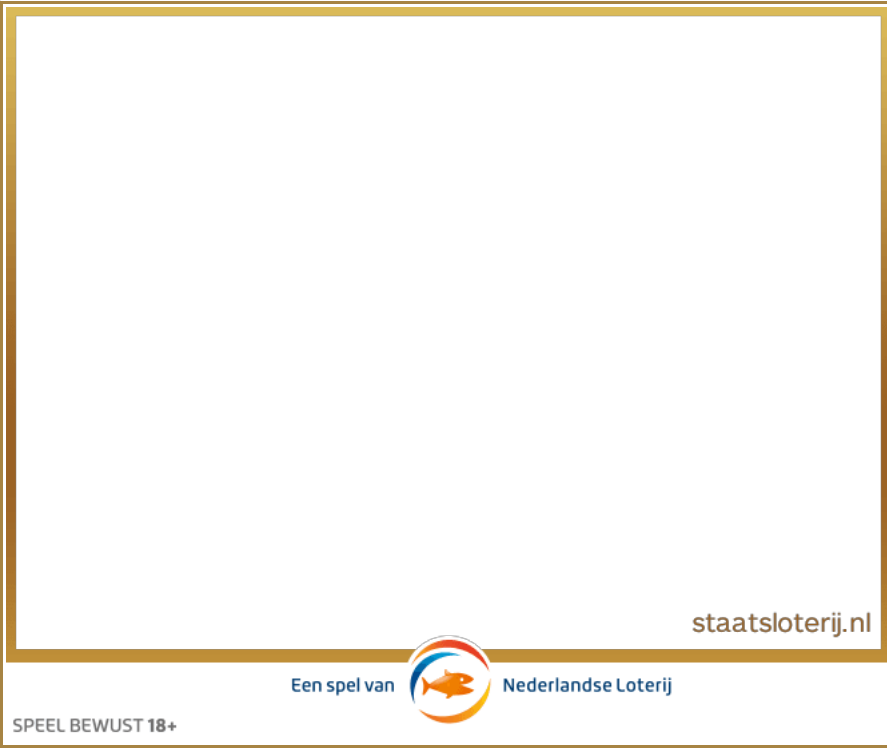 staatsloterij.nl
Een spel van Nederlandse Loterij
SPEEL BEWUST 18+